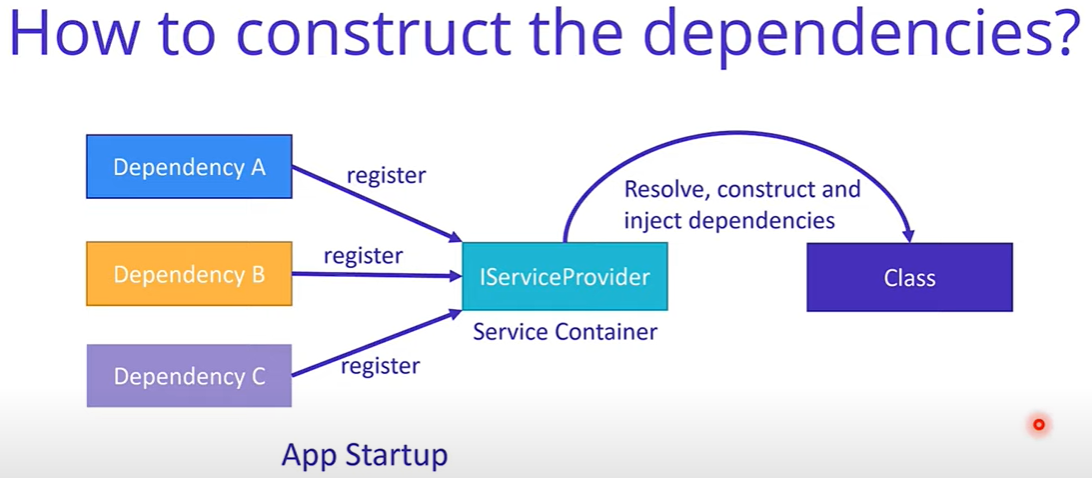 How to construct the dependencies?
Dependency A
register
Resolve, construct and
inject dependencies
Dependency B
register
IServiceProvider
Class
Service Container
Dependency C
register
App Startup